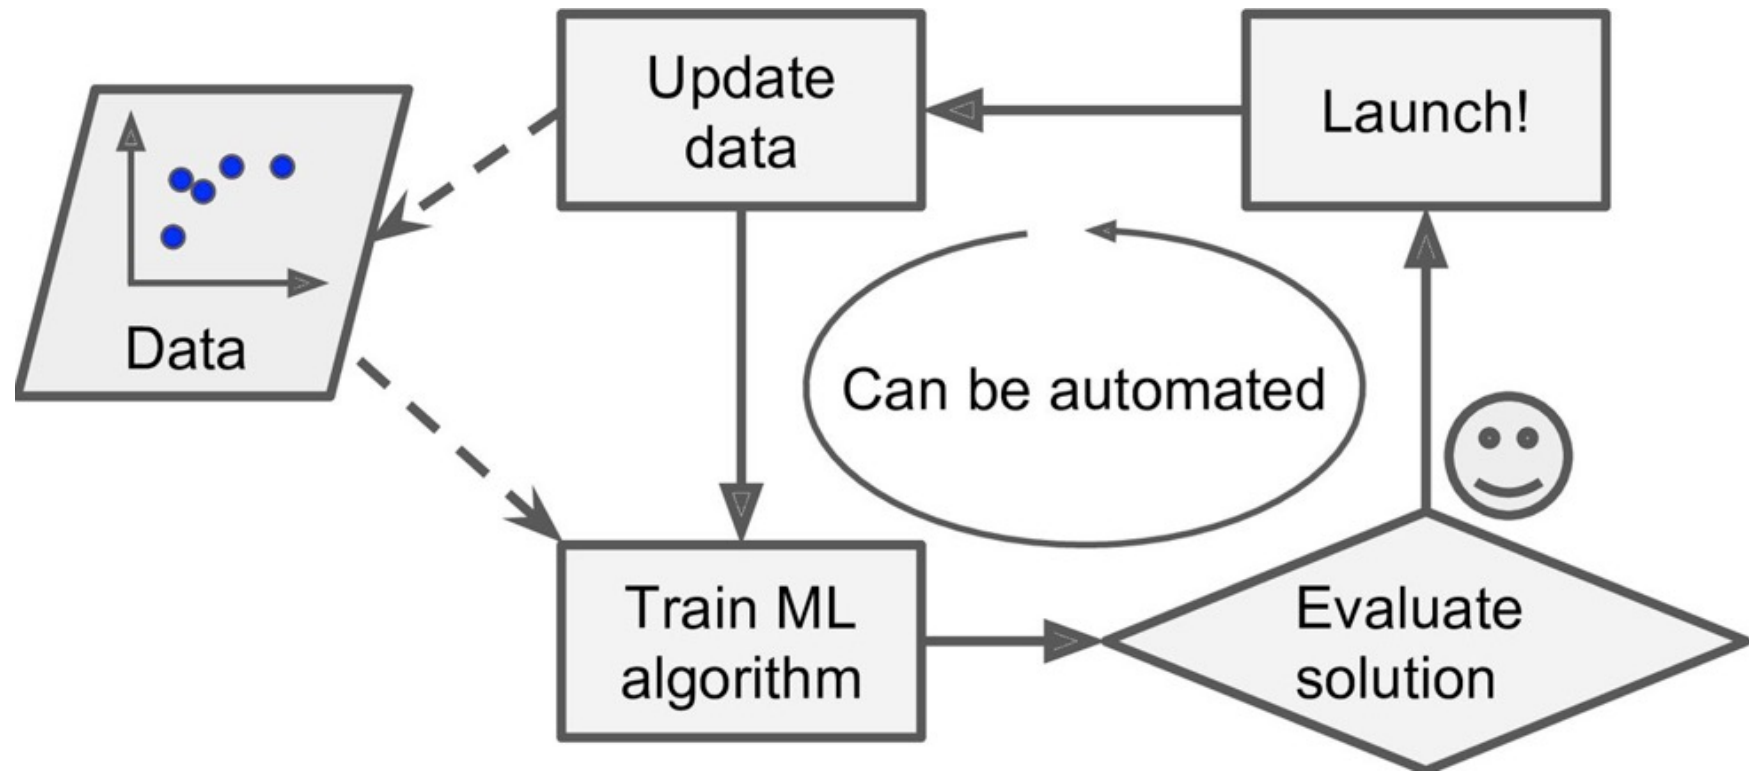 Update
data
Launch!
Data
Can be automated
Train ML
algorithm
Evaluate
solution